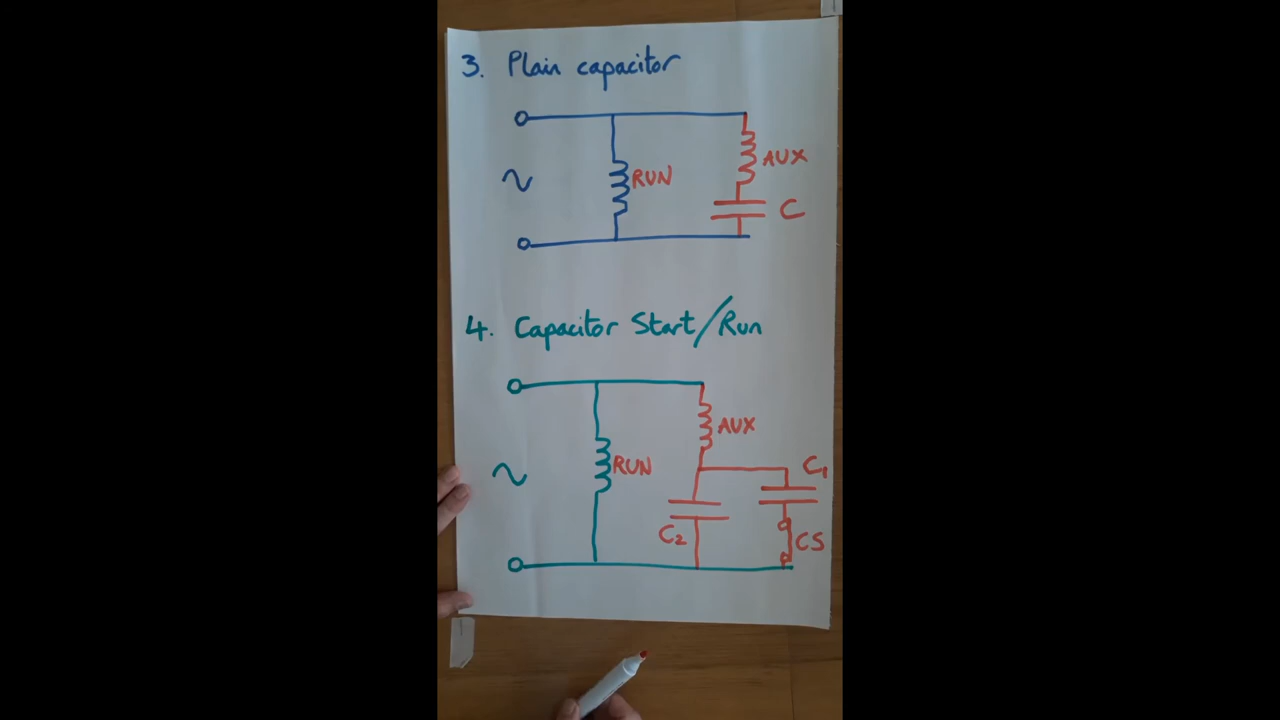 3. Plain capacitor
AUX
RUN
C
4. Capacitor Start/Run
AUX
RUN
C1
C2
CS